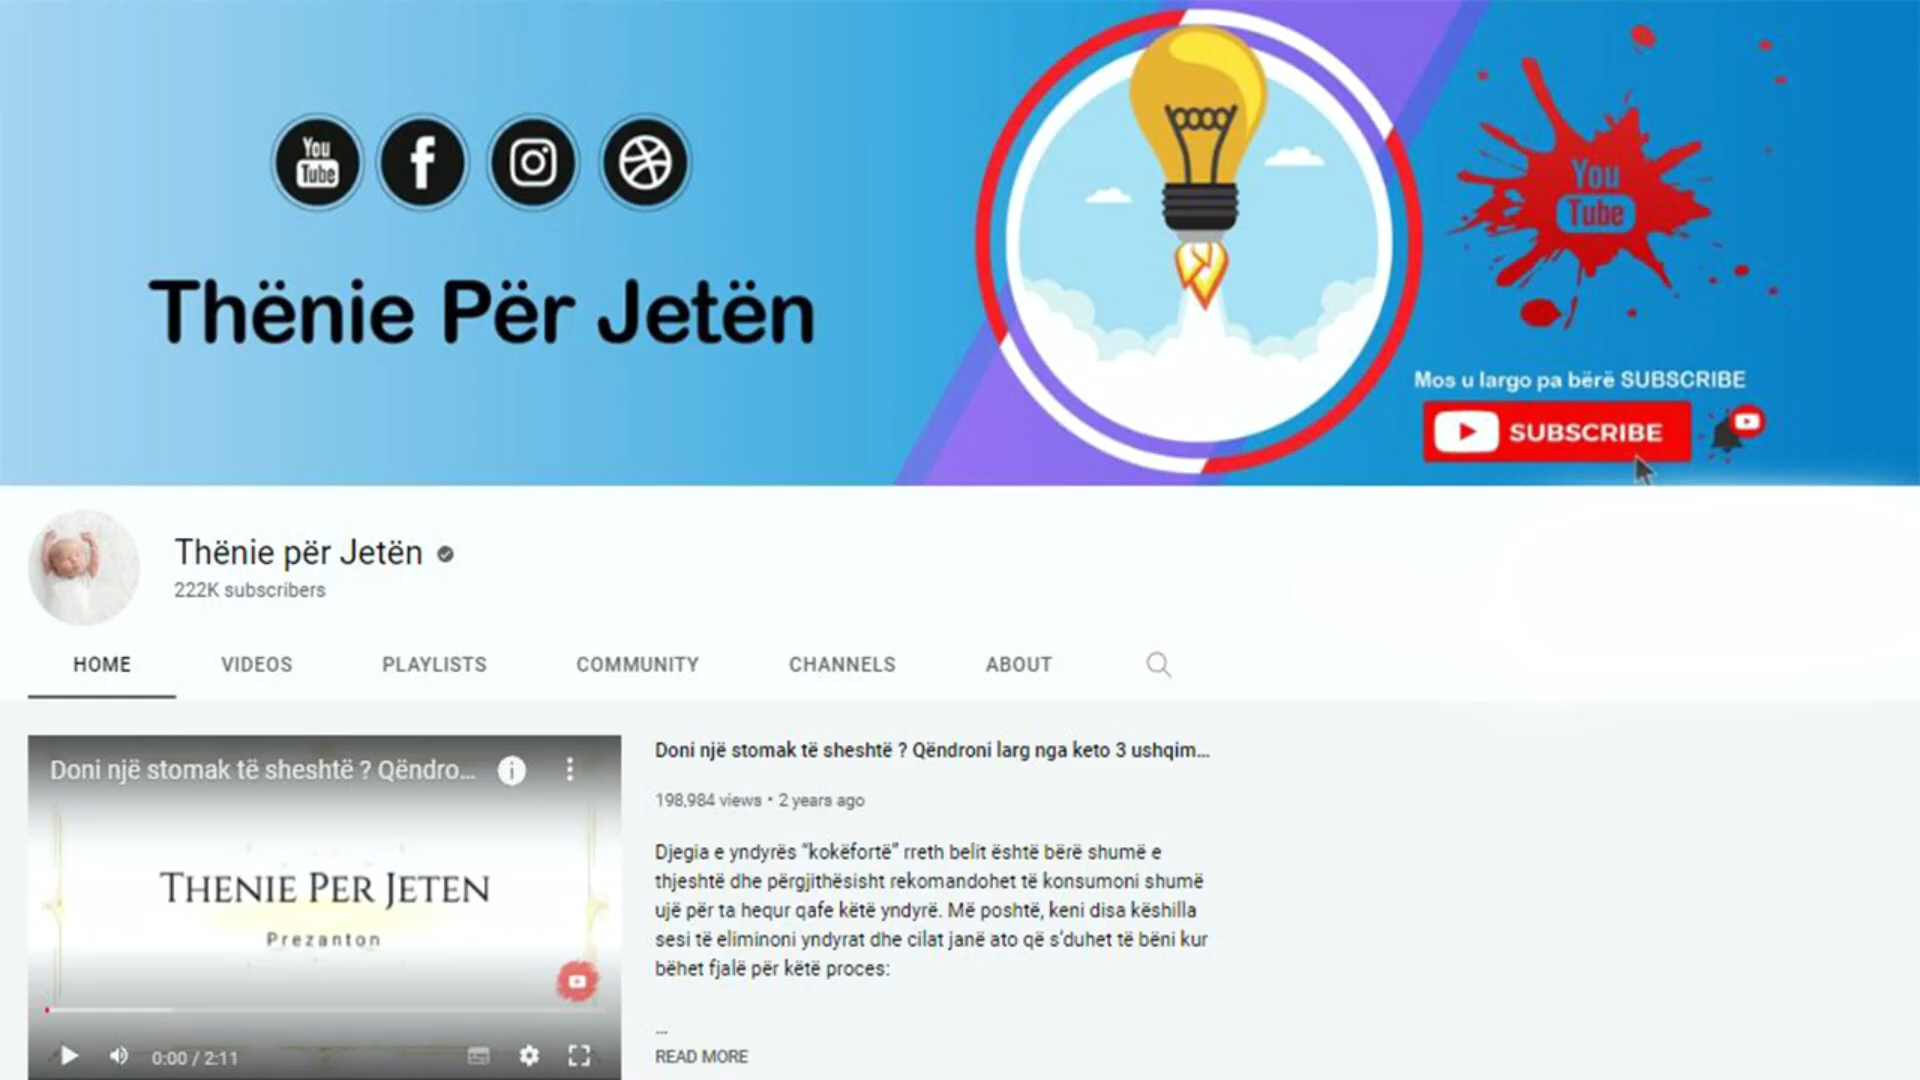 You
Tube
Thënie Për Jetën
You
Tube
Mos u largo pa bërë SUBSCRIBE
SUBSCRIBE
Thënie për Jetën
222K subscribers
HOME VIDEOS PLAYLISTS COMMUNITY CHANNELS ABOUT
Doni një stomak të sheshtë ? Qëndro...
THENIE PER JETEN
Prezanton
0:00 / 2:11
Doni një stomak të sheshtë ? Qëndroni larg nga keto 3 ushqim...
198,984 views • 2 years ago
Djegia e yndyrës “kokëfortë” rreth belit është bërë shumë e
thjeshtë dhe përgjithësisht rekomandohet të konsumoni shumë
ujë për ta hequr qafe këtë yndyrë. Më poshtë, keni disa këshilla
sesi të eliminoni yndyrat dhe cilat janë ato që s'duhet të bëni kur
bëhet fjalë për këtë proces:
...
READ MORE